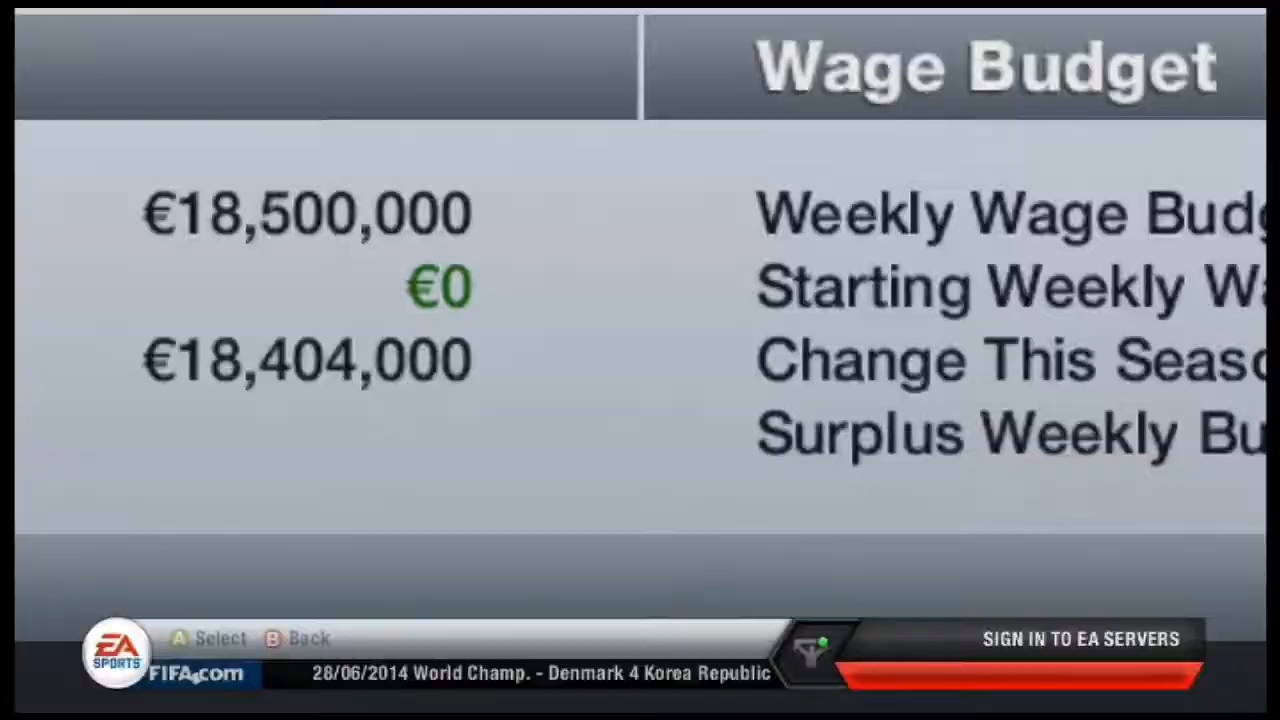 Wage Budget
€18,500,000 Weekly Wage Budg
€0 Starting Weekly Wa
€18,404,000 Change This Seaso
Surplus Weekly Bu
A Select B Back
SIGN IN TO EA SERVERS
EA
SPORTS
FIFA.com 28/06/2014 World Champ. - Denmark 4 Korea Republic